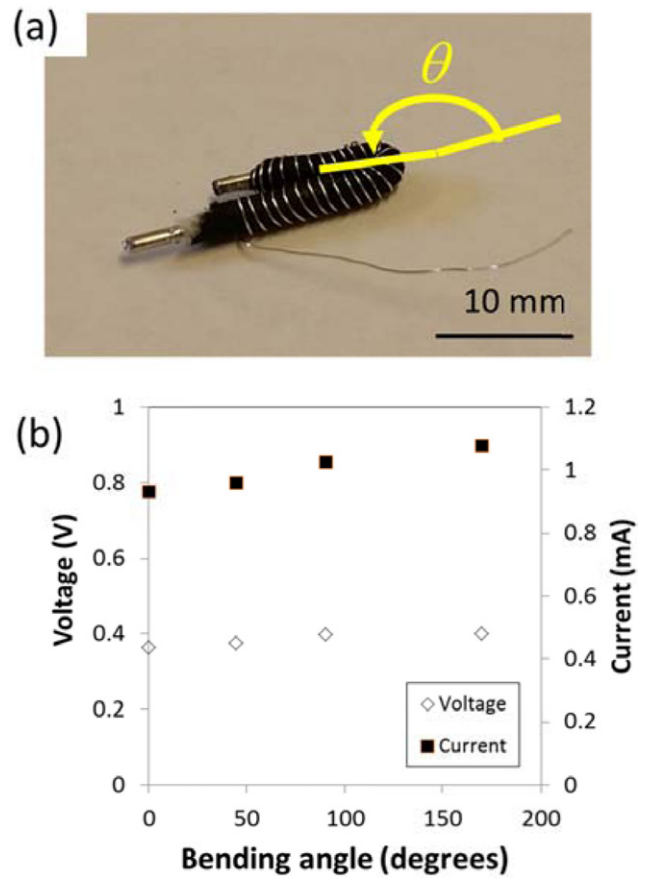 (a)
θ
10 mm
(b)
1
0.8
0.6
0.4
0.2
0
Voltage (V)
1.2
1
0.8
0.6
0.4
0.2
0
Current (mA)
Voltage
Current
0
50
100
150
200
Bending angle (degrees)